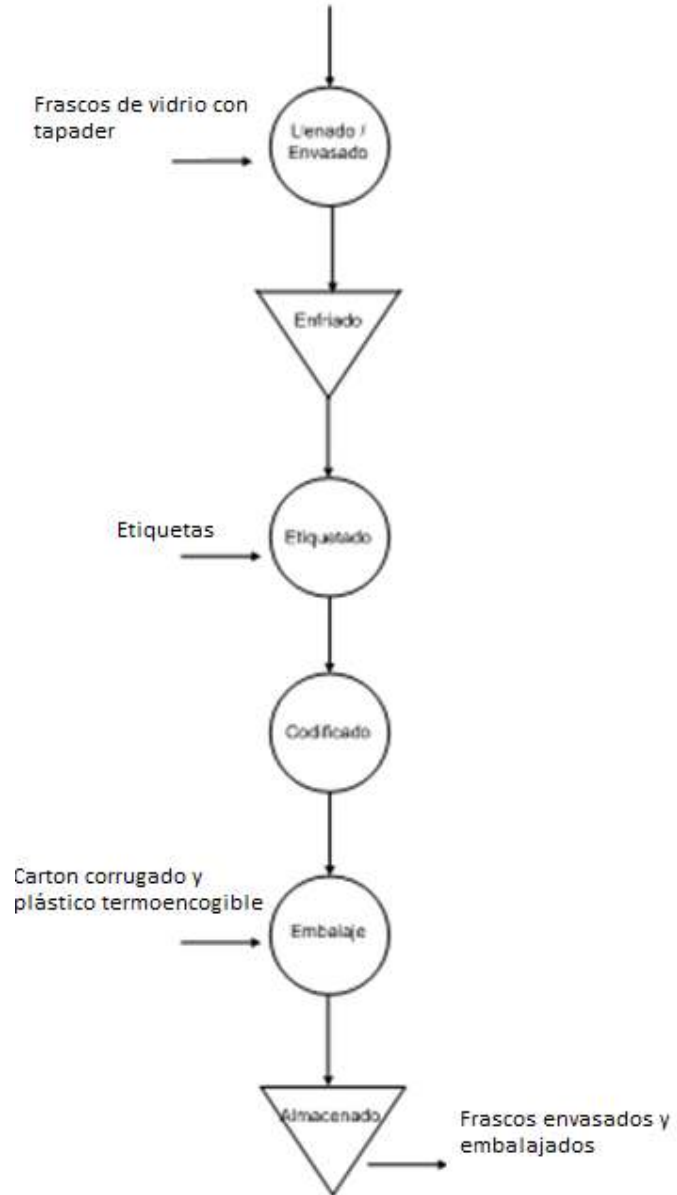 Frascos de vidrio con
tapader
Llenado /
Envasado
Enfriado
Etiquetas
Etiquetado
Codificado
Carton corrugado y
plástico termoencogible
Embalaje
Almacenado
Frascos envasados y
embalajados